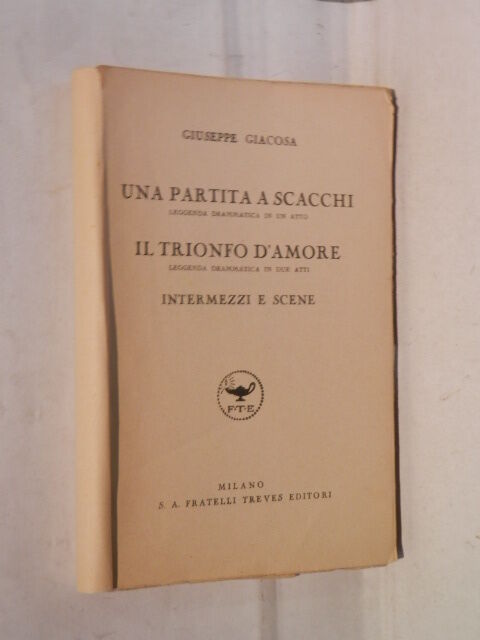 GIUSEPPE GIACOSA
UNA PARTITA A SCACCHI
LEGGENDA DRAMMATICA IN UN ATTO
IL TRIONFO D'AMORE
LEGGENDA DRAMMATICA IN DUE ATTI
INTERMEZZI E SCENE
F·T·E
MILANO
S. A. FRATELLI TREVES EDITORI